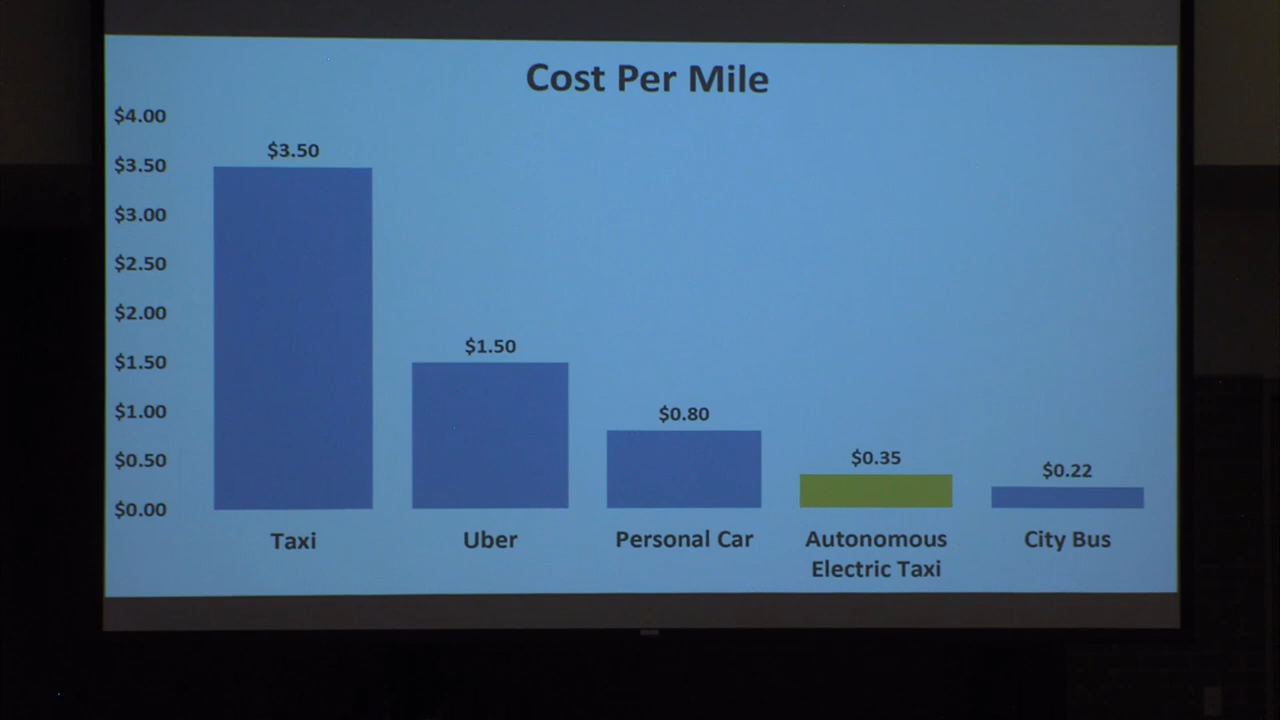 Cost Per Mile
$4.00
$3.50
$3.00
$2.50
$2.00
$1.50
$1.00
$0.50
$0.00
$3.50
$1.50
$0.80
$0.35
$0.22
Taxi
Uber
Personal Car
Autonomous
Electric Taxi
City Bus